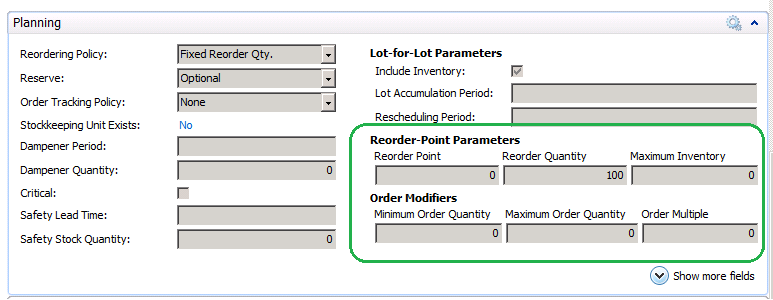 Planning
Reordering Policy: Fixed Reorder Qty.
Reserve: Optional
Order Tracking Policy: None
Stockkeeping Unit Exists: No
Dampener Period:
Dampener Quantity: 0
Critical:
Safety Lead Time:
Safety Stock Quantity: 0
Lot-for-Lot Parameters
Include Inventory:
Lot Accumulation Period:
Rescheduling Period:
Reorder-Point Parameters
Reorder Point Reorder Quantity Maximum Inventory
0 100 0
Order Modifiers
Minimum Order Quantity Maximum Order Quantity Order Multiple
0 0 0
Show more fields